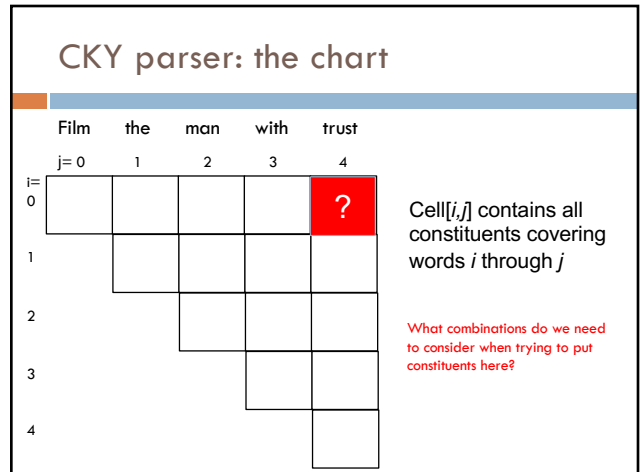 CKY parser: the chart
Film the man with trust
j= 0 1 2 3 4
i=
0
?
1
2
3
4
Cell[i,j] contains all
constituents covering
words i through j
What combinations do we need
to consider when trying to put
constituents here?